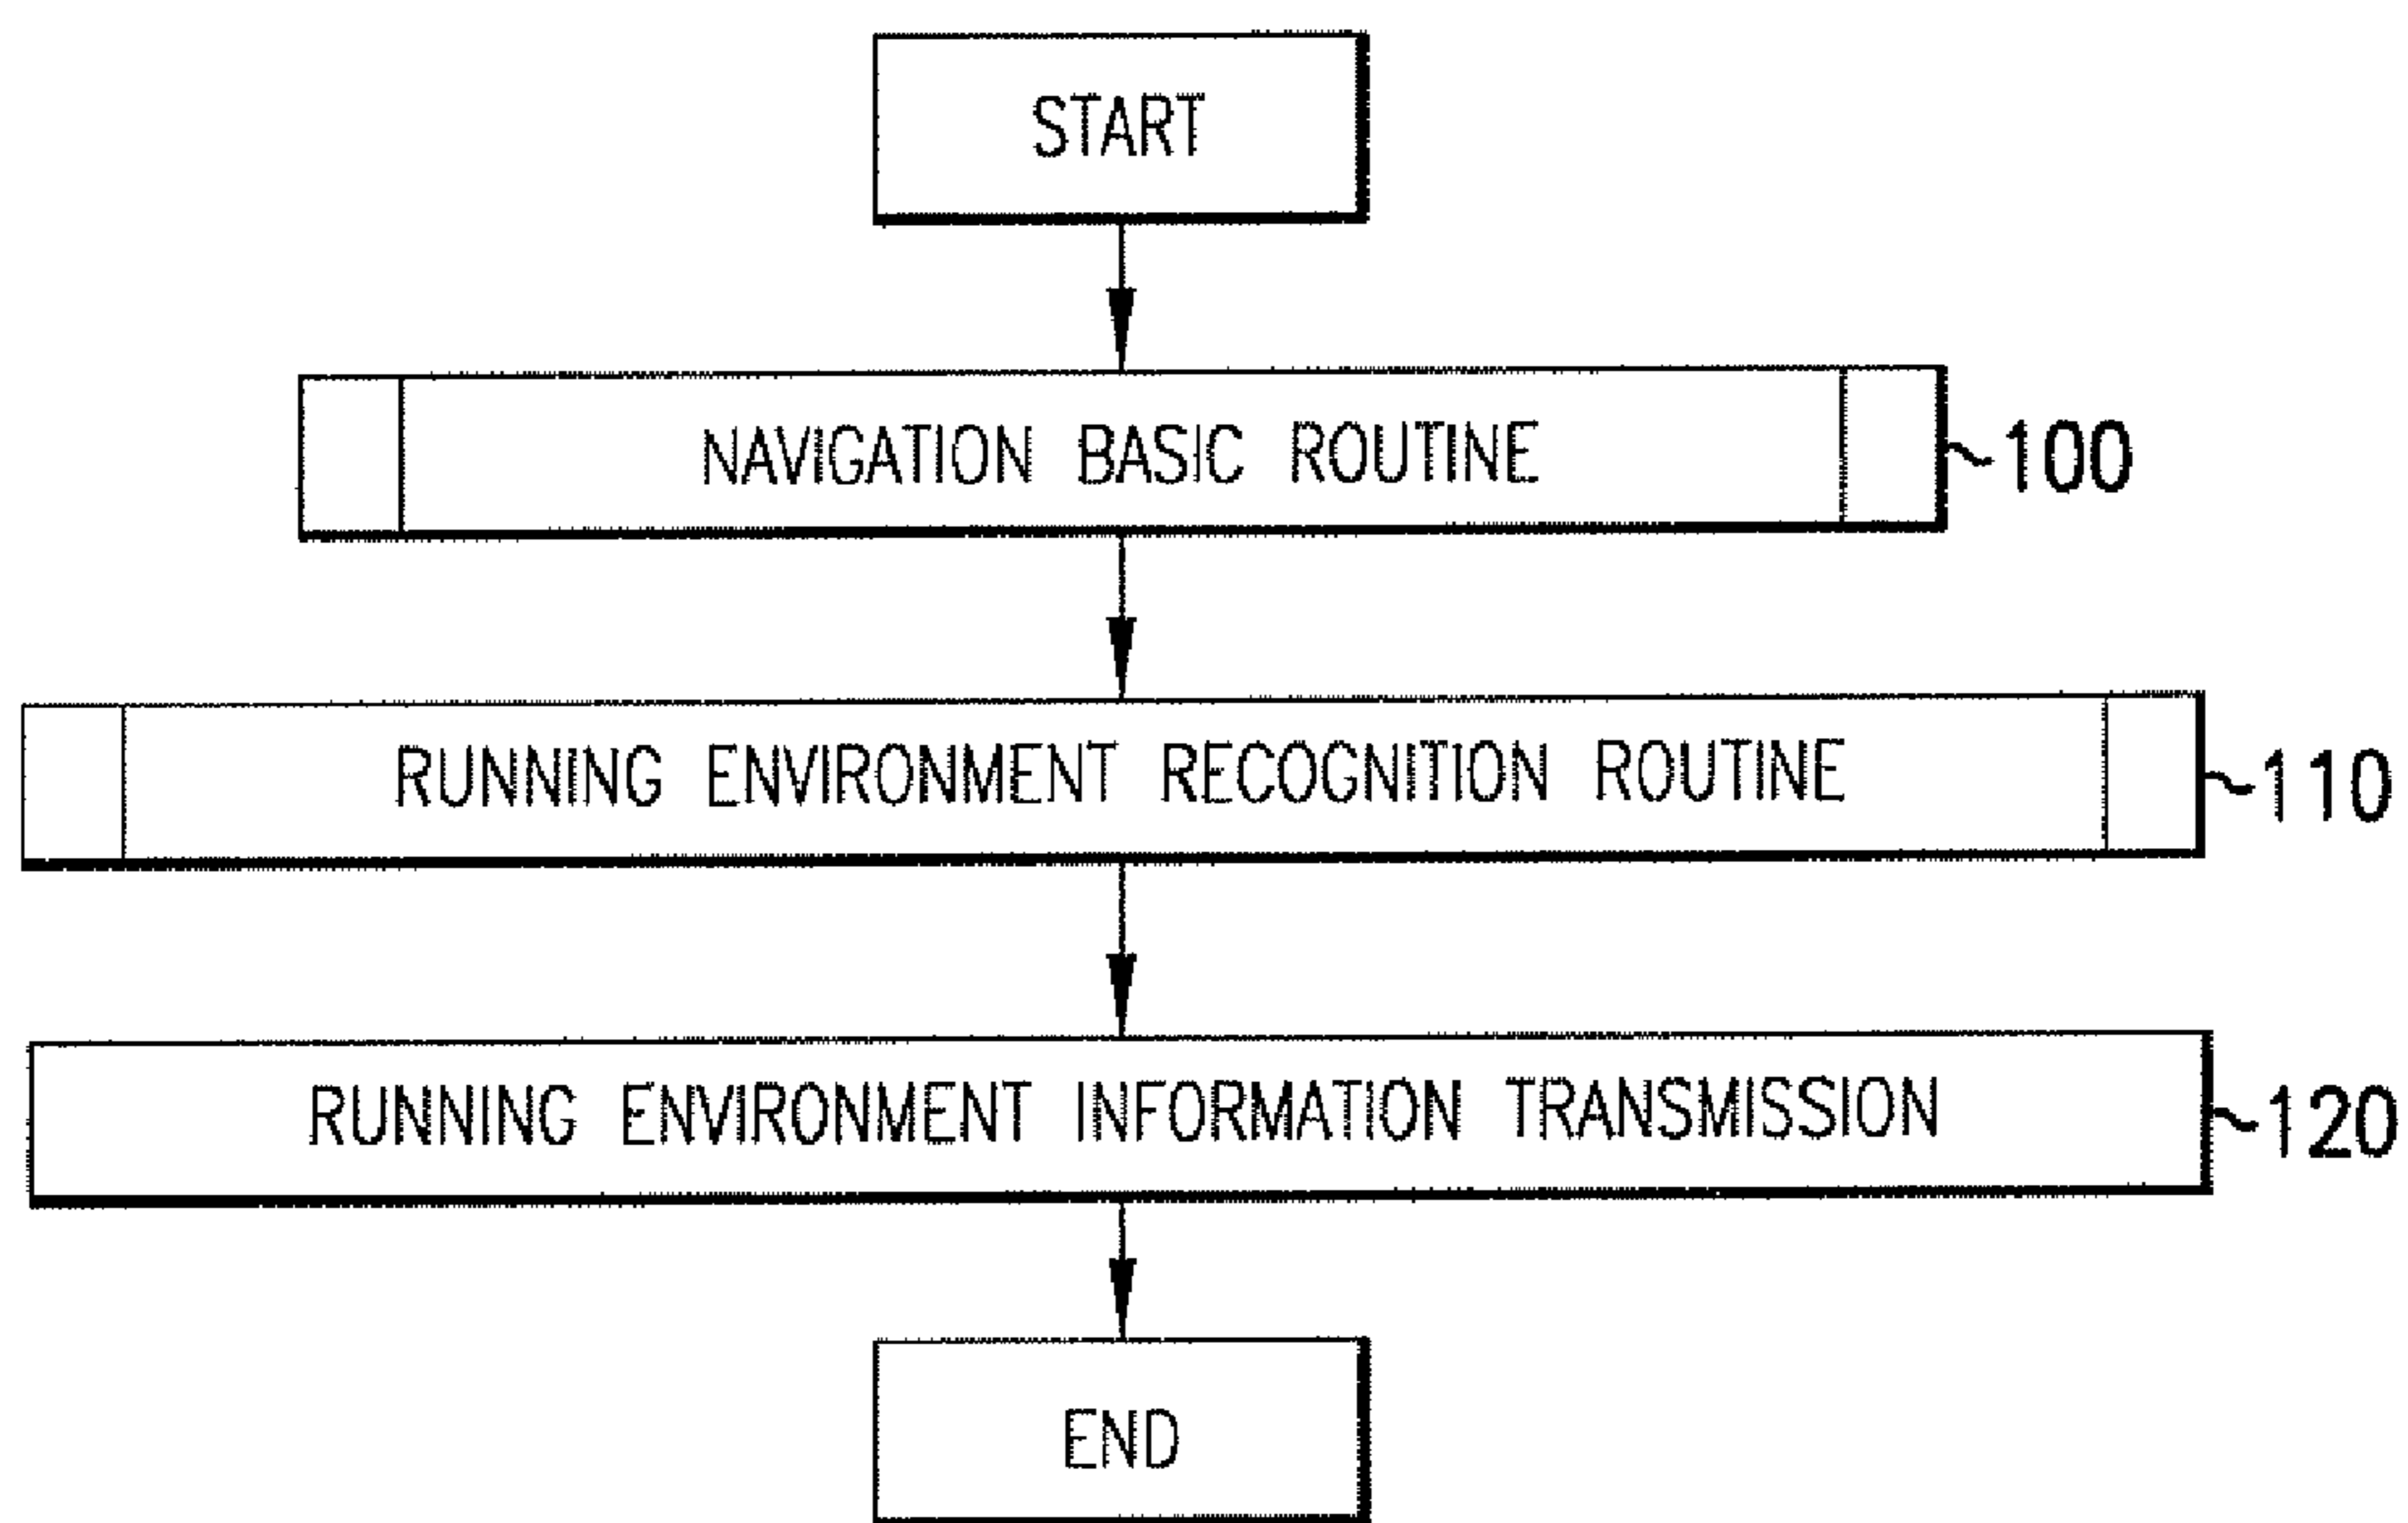 START
NAVIGATION BASIC ROUTINE ~100
RUNNING ENVIRONMENT RECOGNITION ROUTINE ~110
RUNNING ENVIRONMENT INFORMATION TRANSMISSION ~120
END